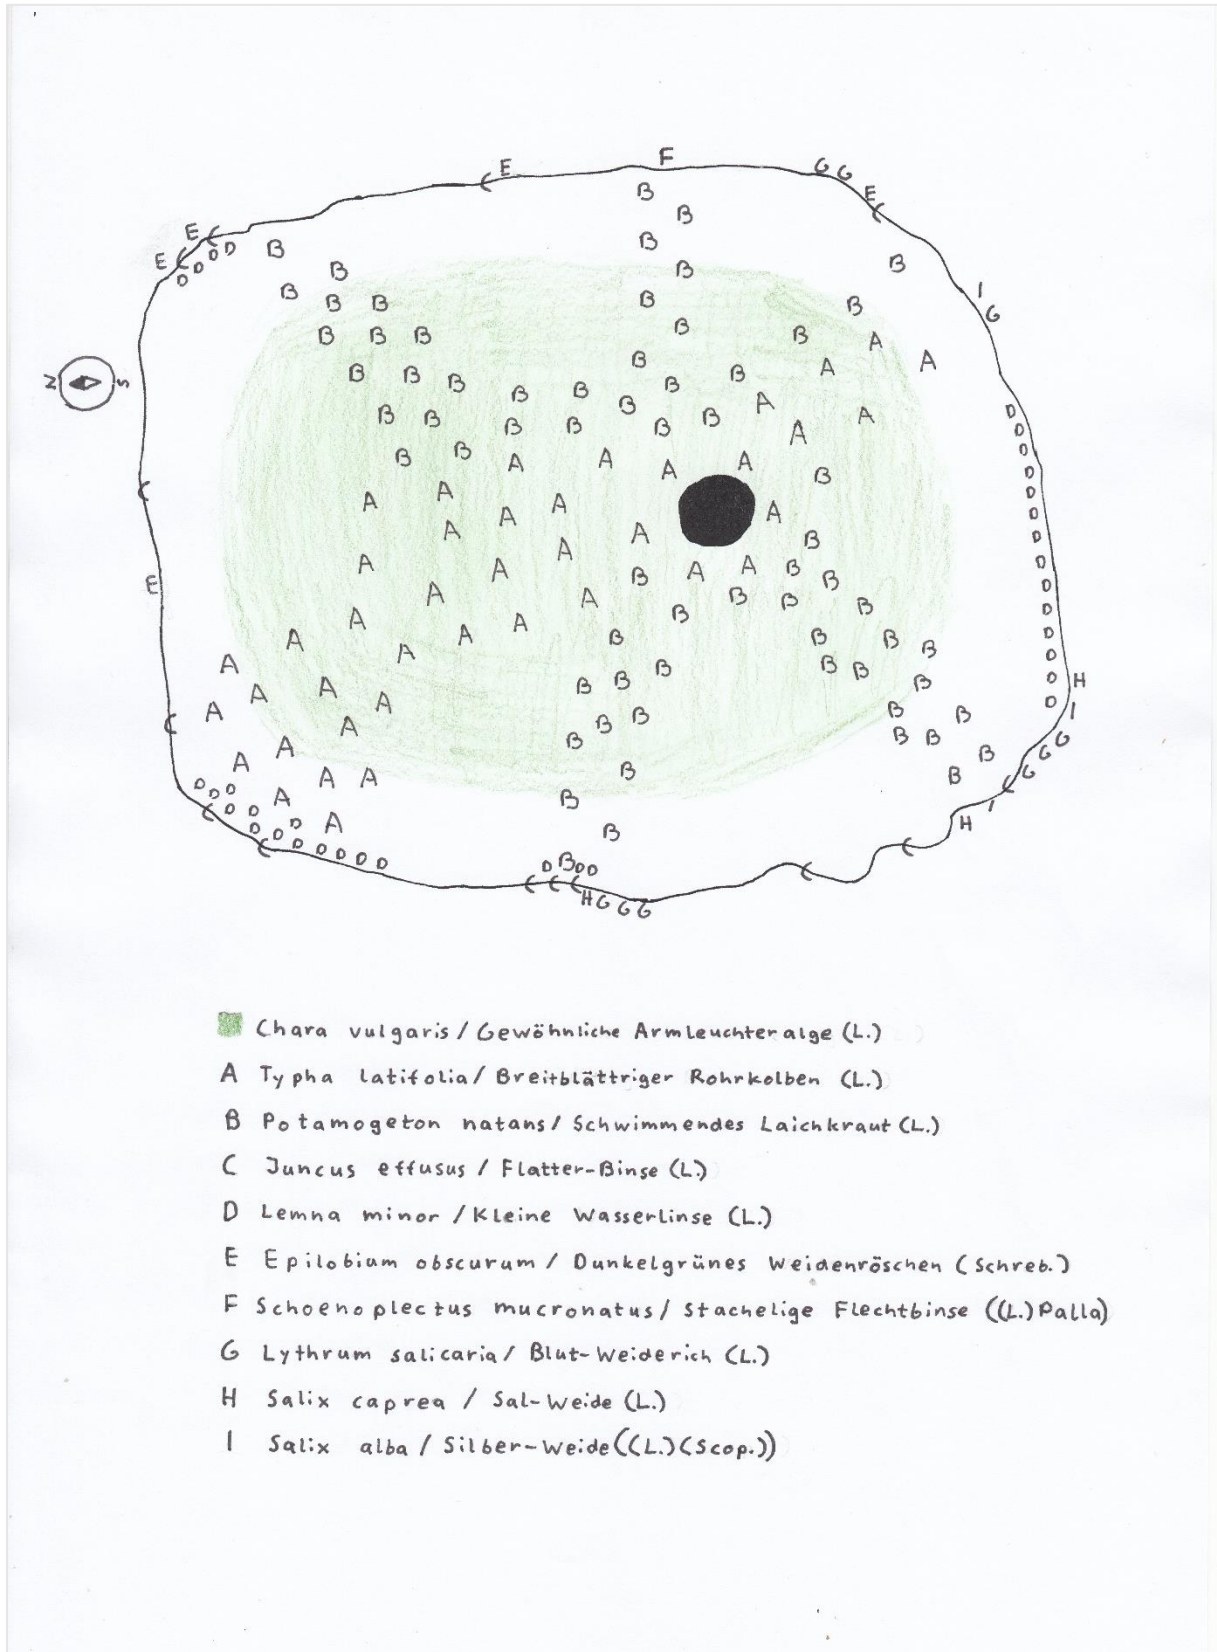 E F G G
E B B E
E D D D D B B B B
B B B B I
B B B B B G
B B B B B A
B B B B B B B A A
B B B B B B B A A D
B B A A A A B A D
A A A A A D
A A A A B D
A A B A A B B D
A A B B B B D
A A A B B B B D
A A A B B B B B B D
A A A A B B B B D H
A A A B B B B B B D I
A A A B B G G G
D D D A B I
D D A B H
D D D D D D D D B D D
H G G G
N S
Chara vulgaris / Gewöhnliche Armleuchteralge (L.)
A Typha latifolia / Breitblättriger Rohrkolben (L.)
B Potamogeton natans / Schwimmendes Laichkraut (L.)
C Juncus effusus / Flatter-Binse (L.)
D Lemna minor / Kleine Wasserlinse (L.)
E Epilobium obscurum / Dunkelgrünes Weidenröschen (Schreb.)
F Schoenoplectus mucronatus / Stachelige Flechtbinse ((L.) Palla)
G Lythrum salicaria / Blut-Weiderich (L.)
H Salix caprea / Sal-Weide (L.)
I Salix alba / Silber-Weide ((L.)(Scop.))